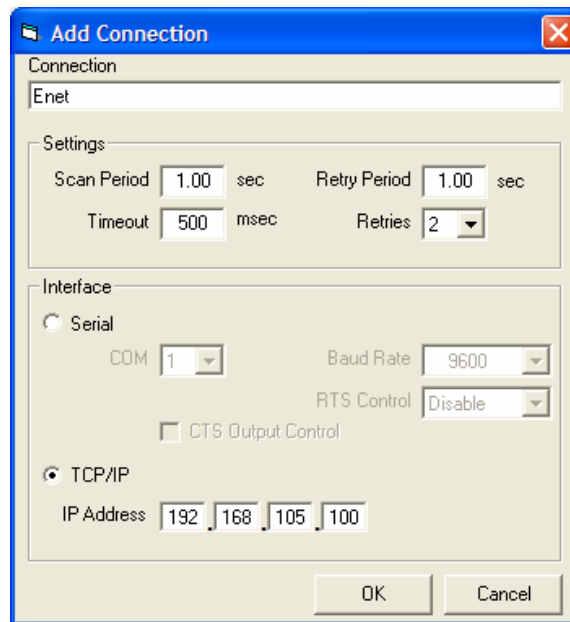 Add Connection
Connection
Enet
Settings
Scan Period 1.00 sec Retry Period 1.00 sec
Timeout 500 msec Retries 2
Interface
Serial
COM 1 Baud Rate 9600
RTS Control Disable
CTS Output Control
TCP/IP
IP Address 192 . 168 . 105 . 100
OK Cancel